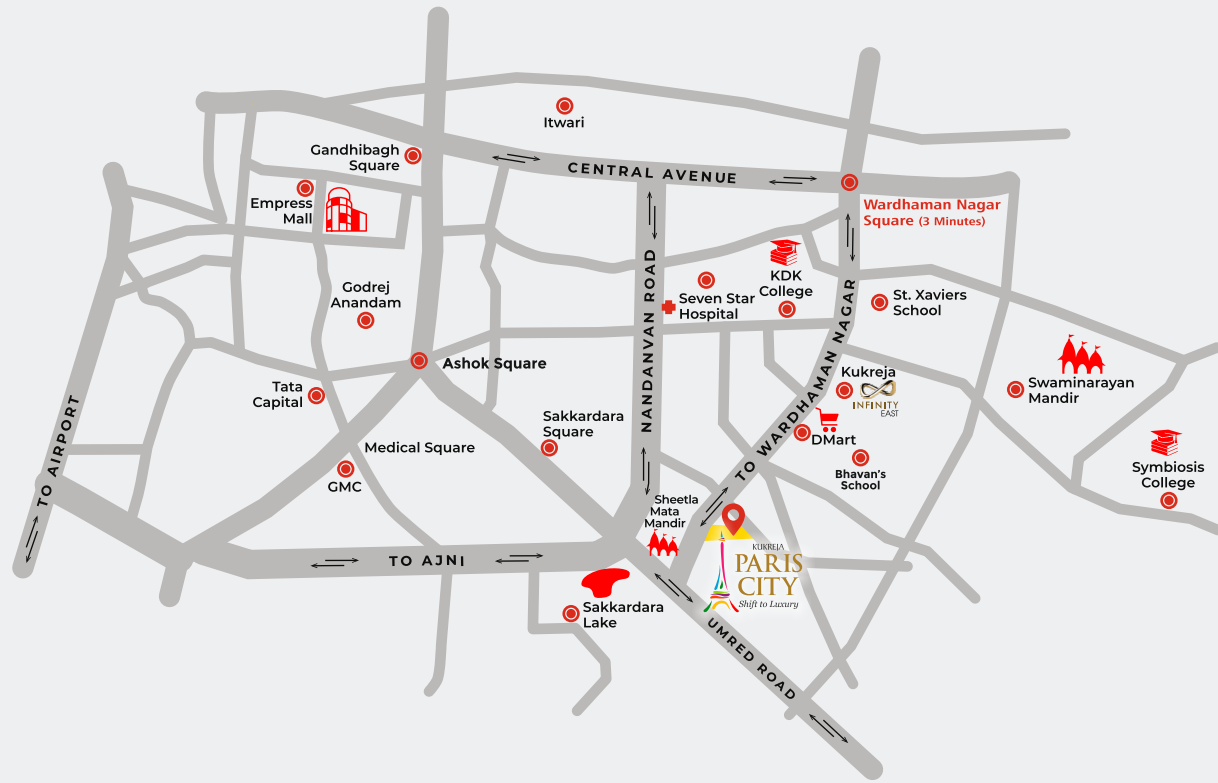 Itwari
Gandhibagh
Square
CENTRAL AVENUE
Empress
Mall
Wardhaman Nagar
Square (3 Minutes)
KDK
College
Godrej
Anandam
Seven Star
Hospital
St. Xaviers
School
NANDANVAN ROAD
TO WARDHAMAN NAGAR
Ashok Square
Tata
Capital
Kukreja
INFINITY
EAST
Swaminarayan
Mandir
Sakkardara
Square
DMart
Medical Square
GMC
Bhavan's
School
Symbiosis
College
TO AIRPORT
Sheetla
Mata
Mandir
KUKREJA
PARIS
CITY
Shift to Luxury
TO AJNI
Sakkardara
Lake
UMRED ROAD